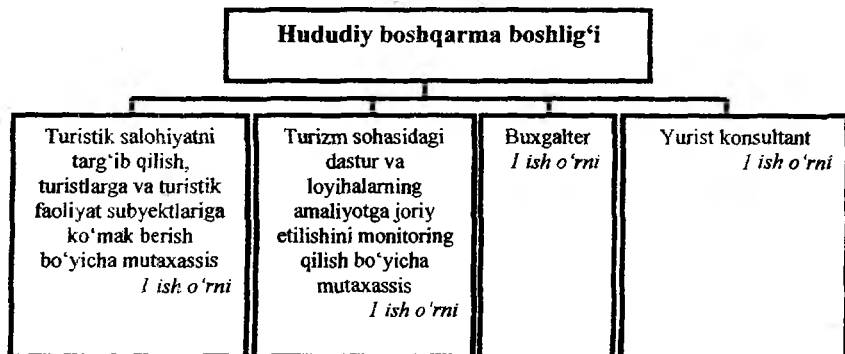 Hududiy boshqarma boshlig‘i
Turistik salohiyatni
targ‘ib qilish,
turistlarga va turistik
faoliyat subyektlariga
ko‘mak berish
bo‘yicha mutaxassis
1 ish o‘rni
Turizm sohasidagi
dastur va
loyihalarning
amaliyotga joriy
etilishini monitoring
qilish bo‘yicha
mutaxassis
1 ish o‘rni
Buxgalter
1 ish o‘rni
Yurist konsultant
1 ish o‘rni